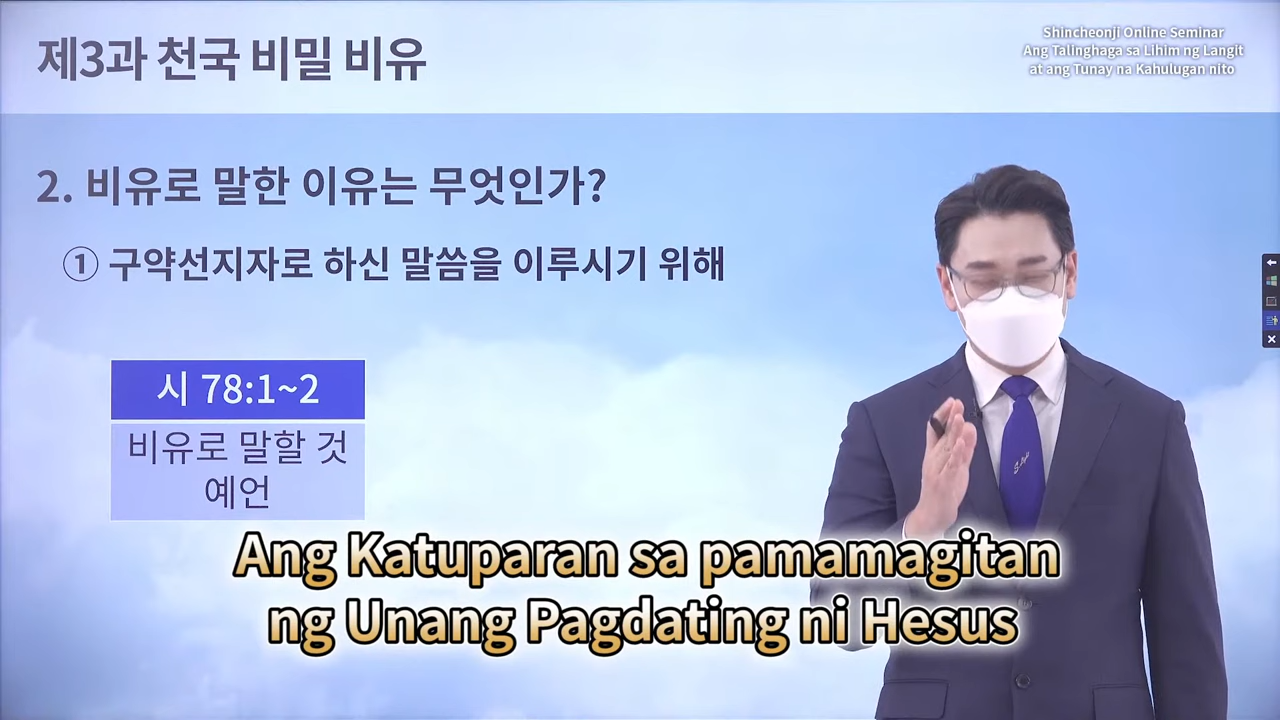 제3과 천국 비밀 비유
Shincheonji Online Seminar
Ang Talinghaga sa Lihim ng Langit
at ang Tunay na Kahulugan nito
2. 비유로 말한 이유는 무엇인가?
① 구약선지자로 하신 말씀을 이루시기 위해
시 78:1~2
비유로 말할 것
예언
Ang Katuparan sa pamamagitan
ng Unang Pagdating ni Hesus